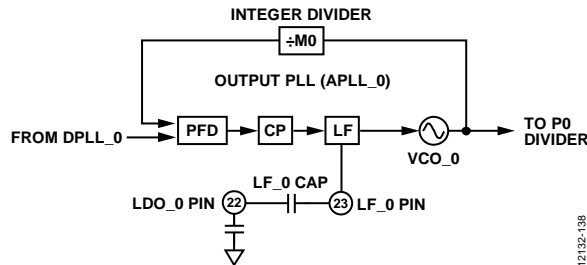 INTEGER DIVIDER
÷M0
OUTPUT PLL (APLL_0)
FROM DPLL_0
PFD
CP
LF
VCO_0
TO P0
DIVIDER
LF_0 CAP
LDO_0 PIN
22
23
LF_0 PIN
12132-138